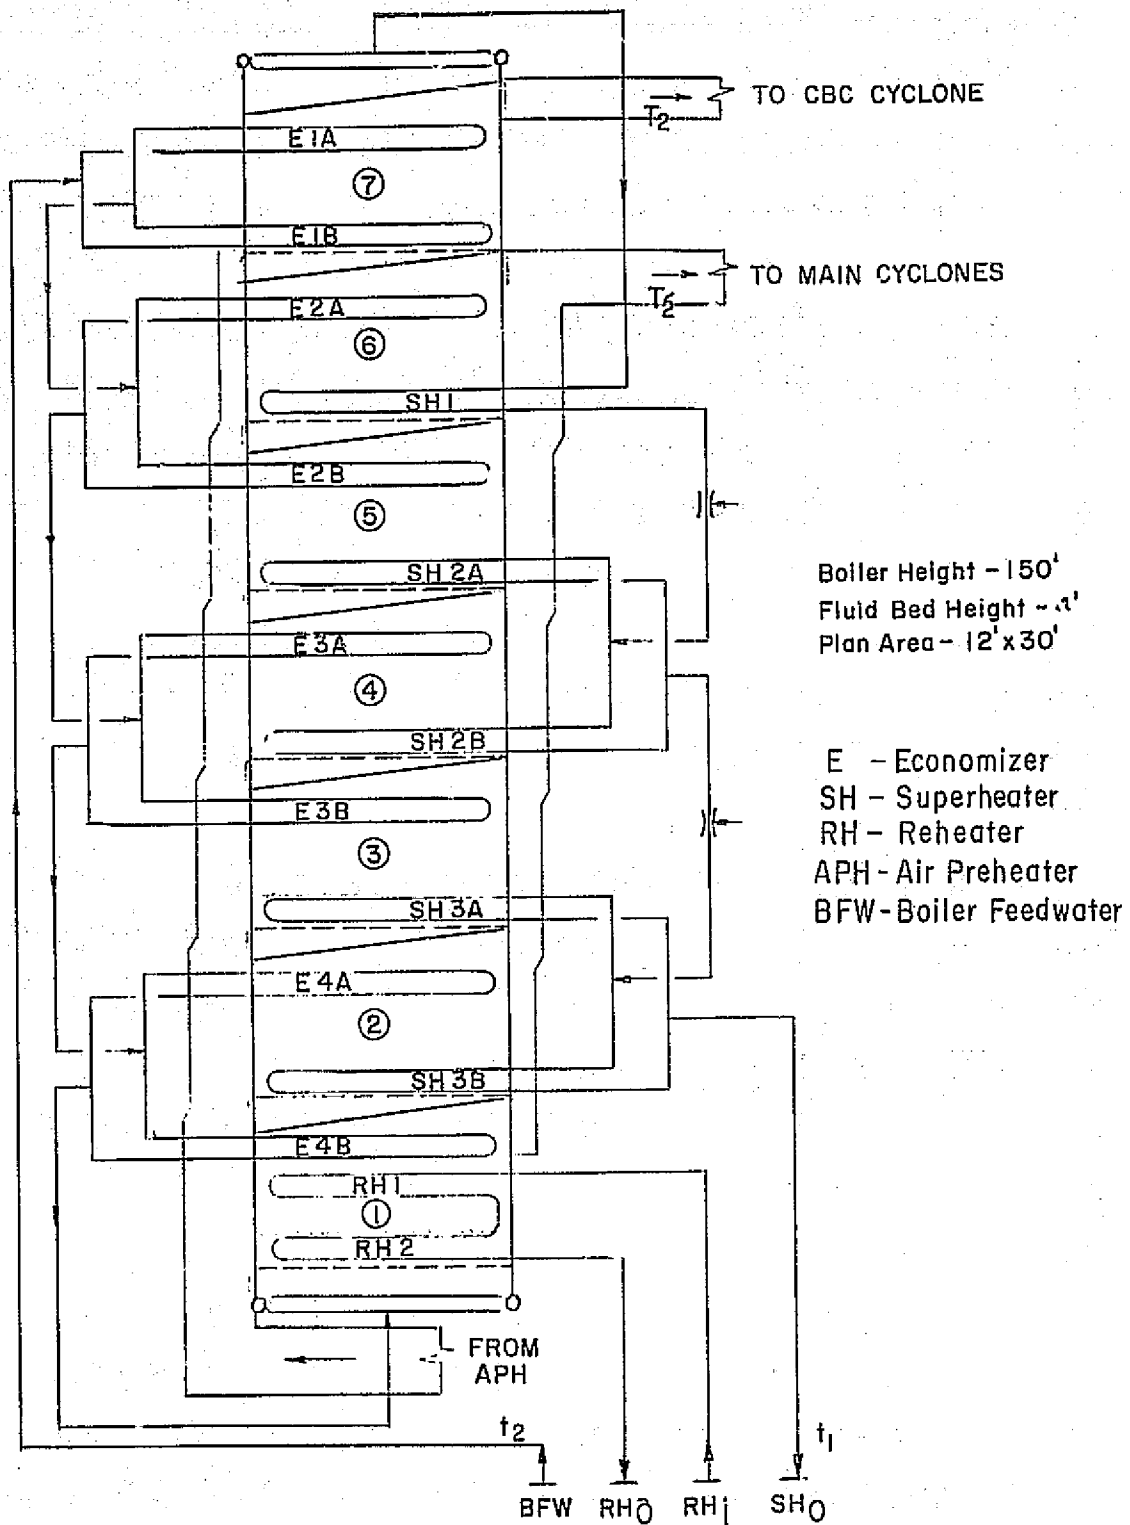 TO CBC CYCLONE
T2
E1A
⑦
E1B
TO MAIN CYCLONES
T2
E2A
⑥
SH1
E2B
⑤
SH2A
Boiler Height - 150'
Fluid Bed Height ~
Plan Area - 12' x 30'
E3A
④
SH2B
E - Economizer
SH - Superheater
RH - Reheater
APH - Air Preheater
BFW - Boiler Feedwater
E3B
③
SH3A
E4A
②
SH3B
E4B
RH1
①
RH2
FROM
APH
t2
t1
BFW
RHO
RHi
SHO